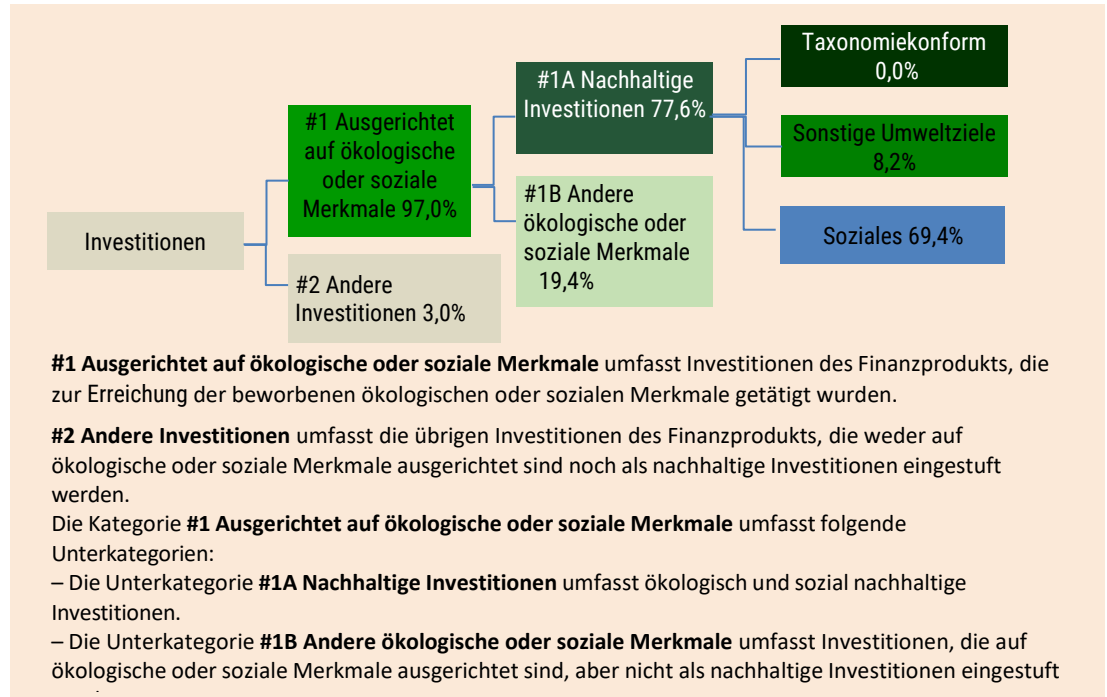 Taxonomiekonform
0,0%
#1A Nachhaltige
Investitionen 77,6%
#1 Ausgerichtet
auf ökologische
oder soziale
Merkmale 97,0%
Sonstige Umweltziele
8,2%
#1B Andere
ökologische oder
soziale Merkmale
19,4%
Investitionen
Soziales 69,4%
#2 Andere
Investitionen 3,0%
#1 Ausgerichtet auf ökologische oder soziale Merkmale umfasst Investitionen des Finanzprodukts, die
zur Erreichung der beworbenen ökologischen oder sozialen Merkmale getätigt wurden.
#2 Andere Investitionen umfasst die übrigen Investitionen des Finanzprodukts, die weder auf
ökologische oder soziale Merkmale ausgerichtet sind noch als nachhaltige Investitionen eingestuft
werden.
Die Kategorie #1 Ausgerichtet auf ökologische oder soziale Merkmale umfasst folgende
Unterkategorien:
– Die Unterkategorie #1A Nachhaltige Investitionen umfasst ökologisch und sozial nachhaltige
Investitionen.
– Die Unterkategorie #1B Andere ökologische oder soziale Merkmale umfasst Investitionen, die auf
ökologische oder soziale Merkmale ausgerichtet sind, aber nicht als nachhaltige Investitionen eingestuft